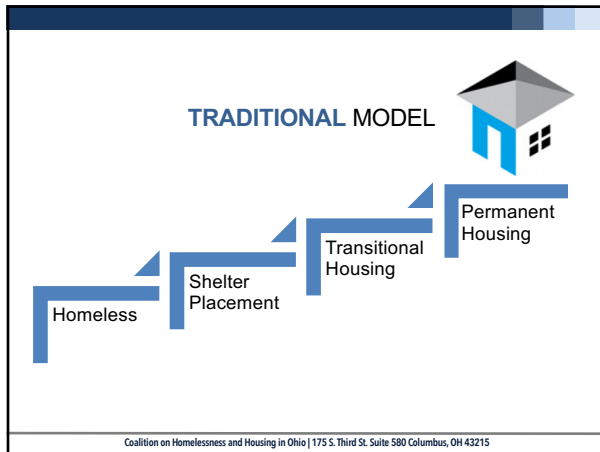 TRADITIONAL MODEL
Homeless
Shelter
Placement
Transitional
Housing
Permanent
Housing
Coalition on Homelessness and Housing in Ohio | 175 S. Third St. Suite 580 Columbus, OH 43215